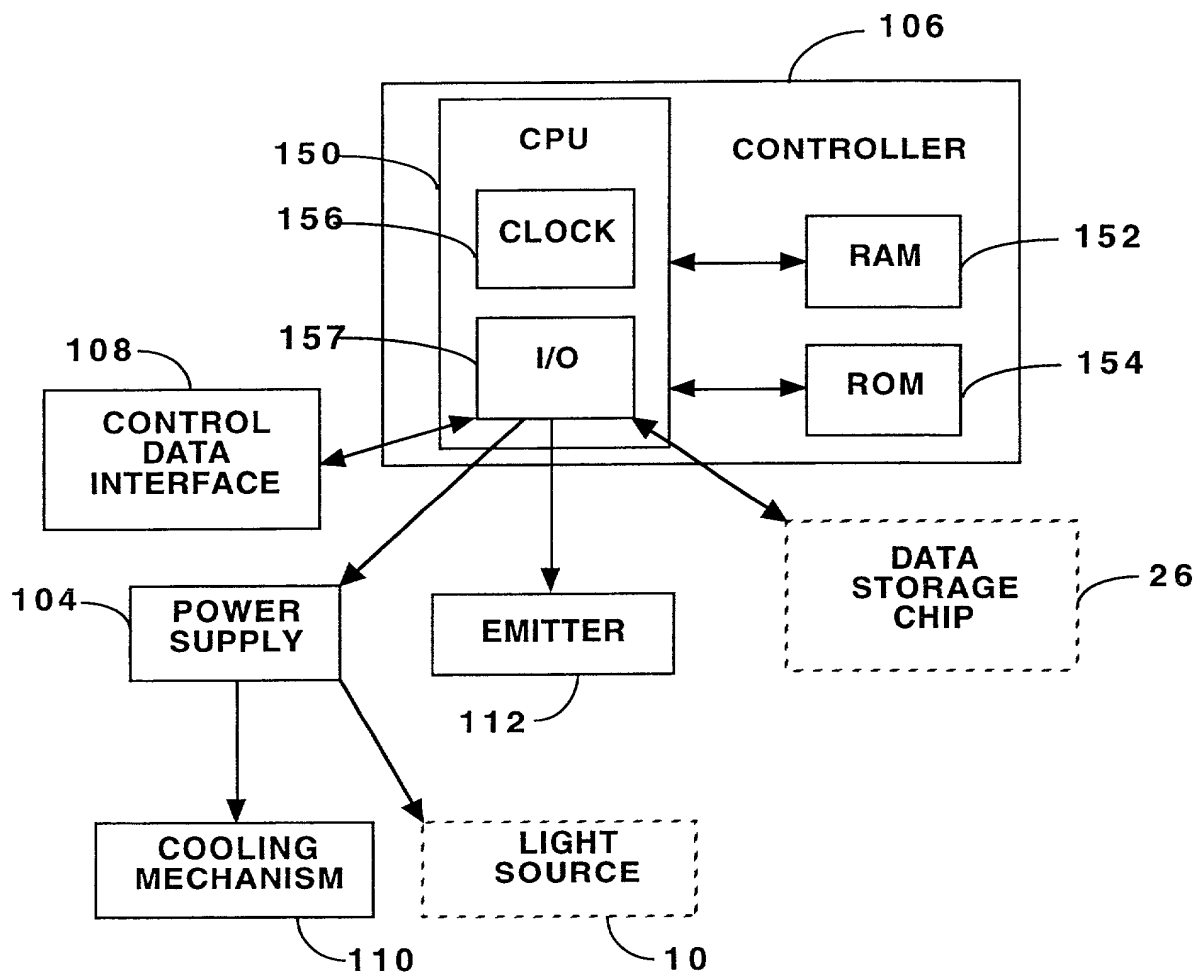 106
CPU
CONTROLLER
150
156
CLOCK
RAM
152
157
I/O
ROM
154
108
CONTROL
DATA
INTERFACE
DATA
STORAGE
CHIP
26
104
POWER
SUPPLY
EMITTER
112
COOLING
MECHANISM
LIGHT
SOURCE
110
10